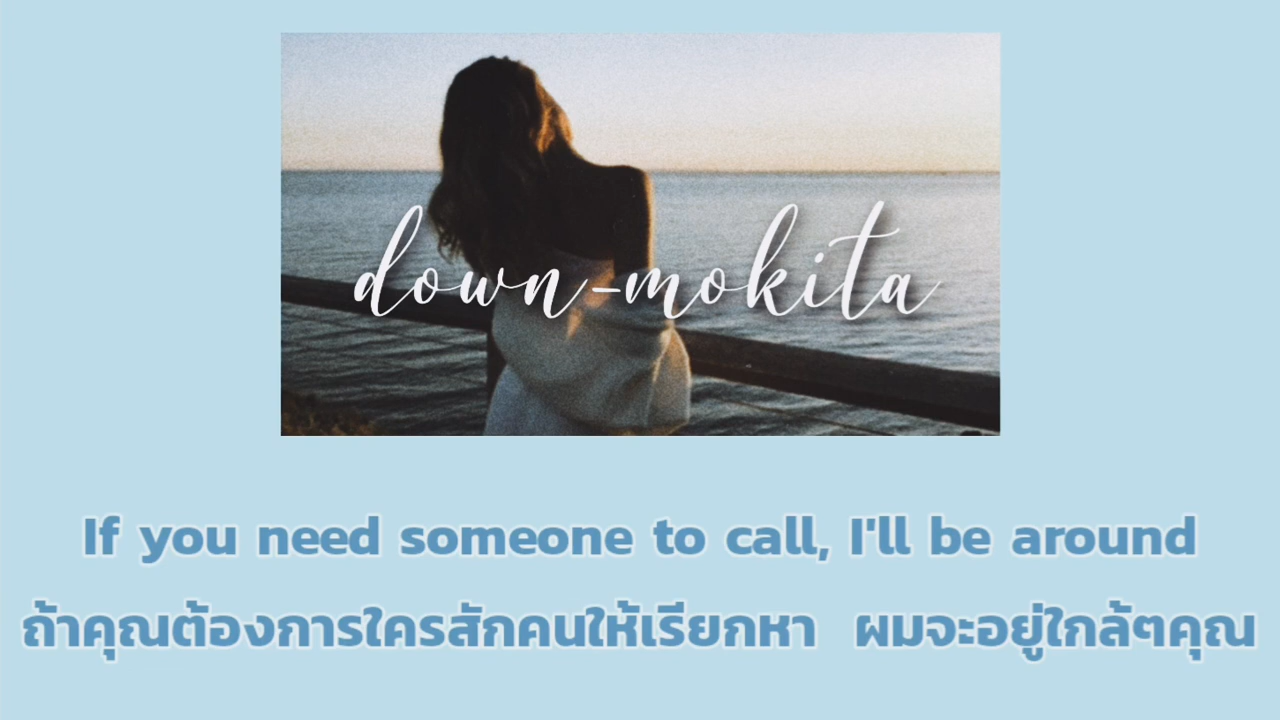 down-mokita
If you need someone to call, I'll be around
ถ้าคุณต้องการใครสักคนให้เรียกหา ผมจะอยู่ใกล้ๆคุณ